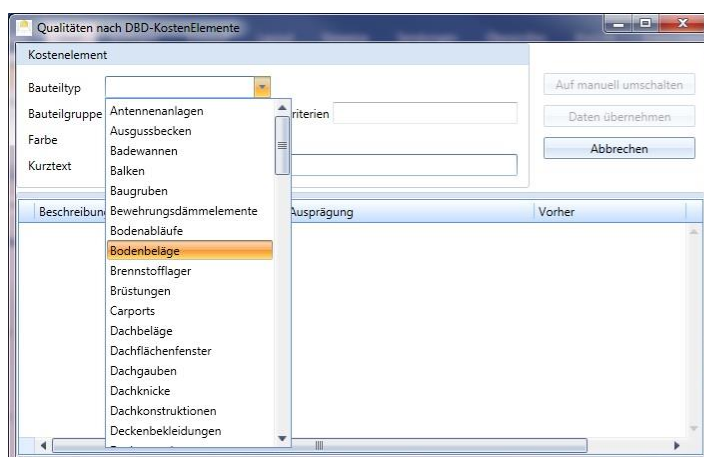 Qualitäten nach DBD-KostenElemente
Kostenelement
Bauteiltyp
Auf manuell umschalten
Bauteilgruppe
riterien
Daten übernehmen
Farbe
Abbrechen
Kurztext
Antennenanlagen
Ausgussbecken
Badewannen
Balken
Baugruben
Bewehrungsdämmelemente
Bodenabläufe
Bodenbeläge
Brennstofflager
Brüstungen
Carports
Dachbeläge
Dachflächenfenster
Dachgauben
Dachknicke
Dachkonstruktionen
Deckenbekleidungen
Beschreibun
Ausprägung
Vorher